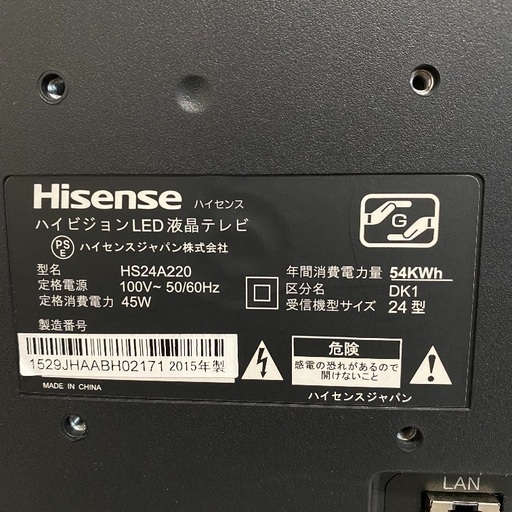 Hisense ハイセンス
ハイビジョンLED液晶テレビ
PSE ハイセンスジャパン株式会社
G
型名 HS24A220
定格電源 100V~ 50/60Hz
定格消費電力 45W
年間消費電力量 54KWh
区分名 DK1
受信機型サイズ 24 型
製造番号
1529JHAABH02171 2015年製
MADE IN CHINA
危険
感電の恐れがあるので
開けないこと
ハイセンスジャパン
LAN